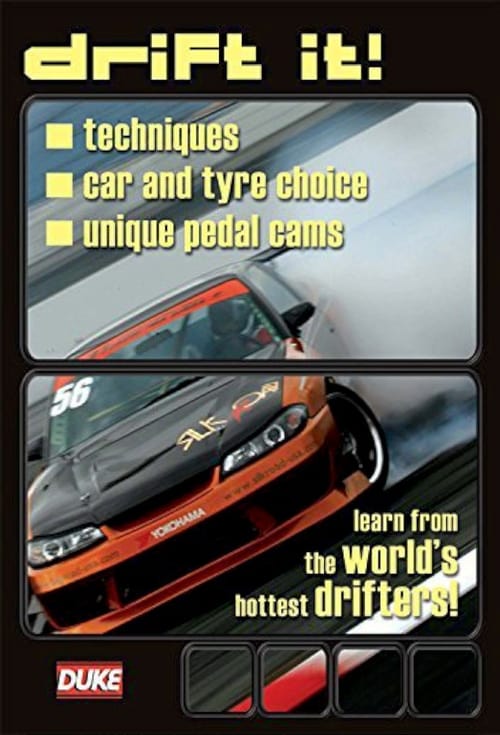 drift it!
techniques
car and tyre choice
unique pedal cams
56
YOKOHAMA
learn from
the world's
hottest drifters!
DUKE